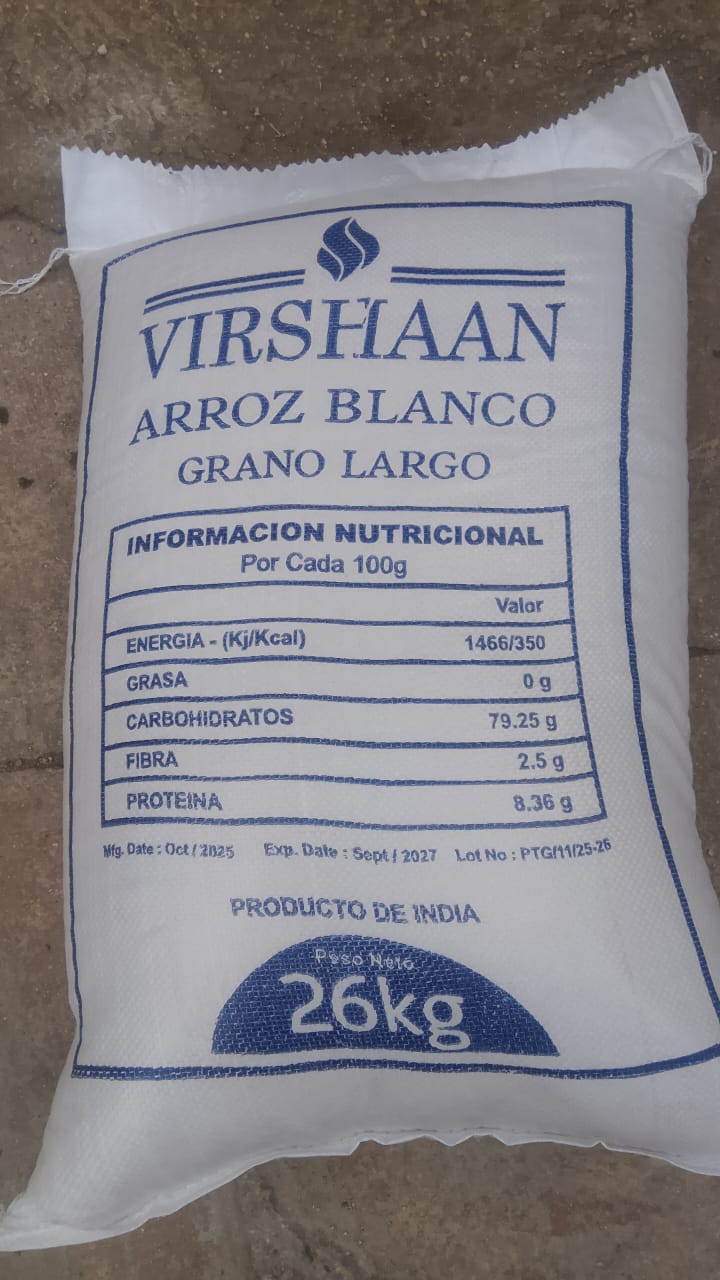 VIRSHAAN
ARROZ BLANCO
GRANO LARGO
INFORMACION NUTRICIONAL
Por Cada 100g
Valor
ENERGIA - (Kj/Kcal) 1466/350
GRASA 0 g
CARBOHIDRATOS 79.25 g
FIBRA 2.5 g
PROTEINA 8.36 g
Mfg. Date : Oct / 2025 Exp. Date : Sept / 2027 Lot No : PTG/11/25-26
PRODUCTO DE INDIA
Peso Neto
26kg